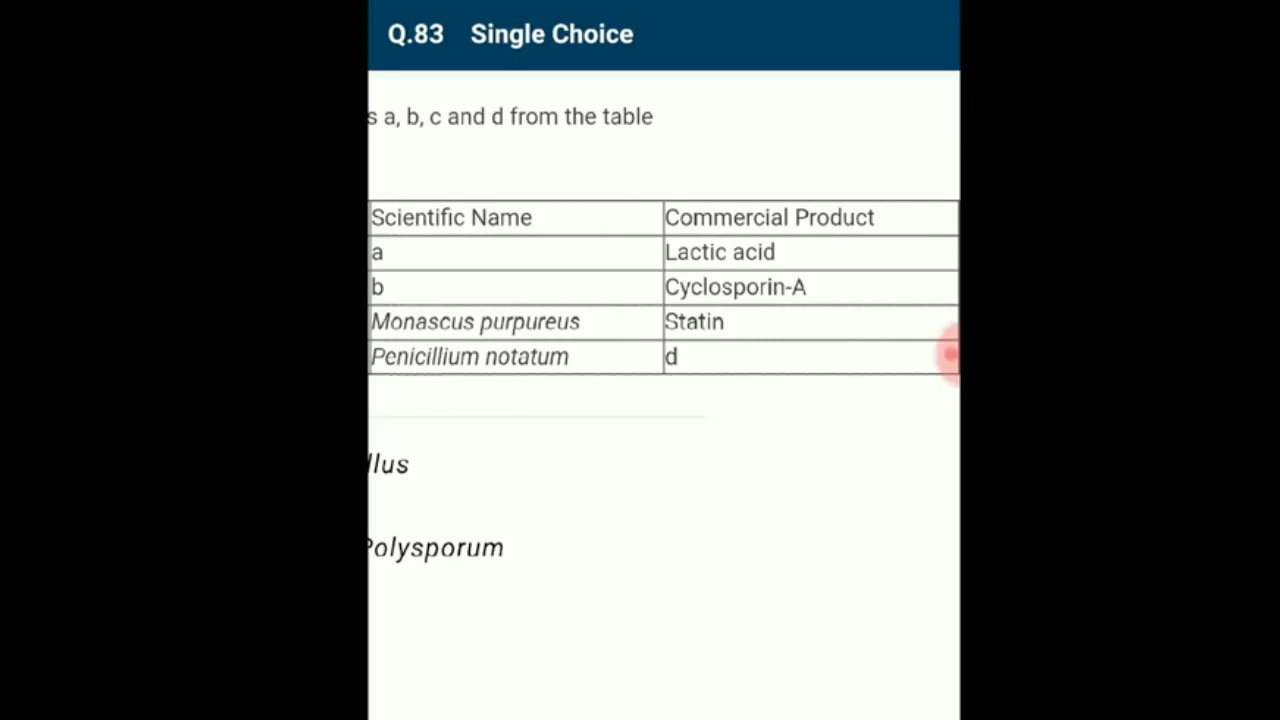 Q.83 Single Choice
s a, b, c and d from the table
Scientific Name Commercial Product
a Lactic acid
b Cyclosporin-A
Monascus purpureus Statin
Penicillium notatum d
llus
Polysporum